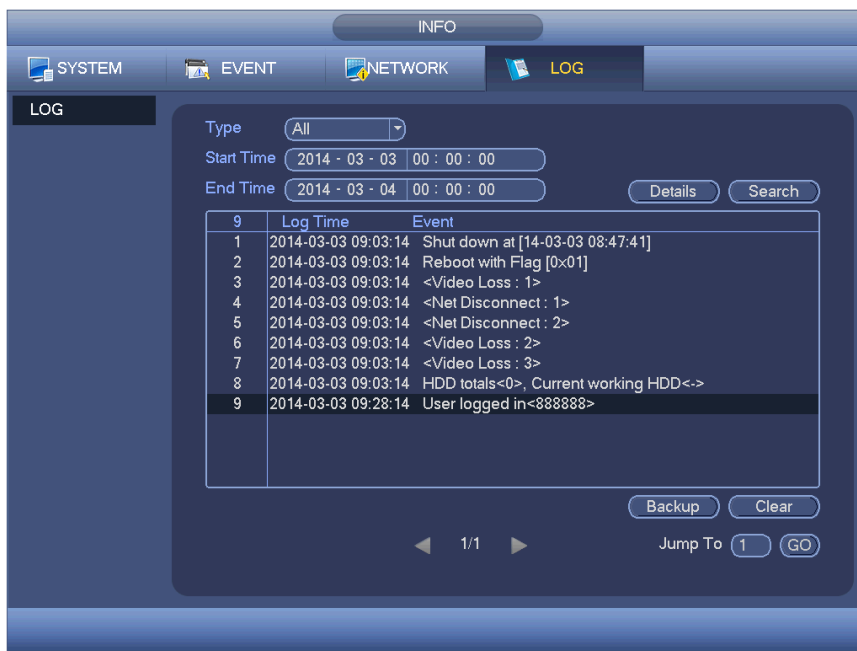 INFO
SYSTEM EVENT NETWORK LOG
LOG
Type All
Start Time 2014 - 03 - 03 00 : 00 : 00
End Time 2014 - 03 - 04 00 : 00 : 00 Details Search
9 Log Time Event
1 2014-03-03 09:03:14 Shut down at [14-03-03 08:47:41]
2 2014-03-03 09:03:14 Reboot with Flag [0x01]
3 2014-03-03 09:03:14 <Video Loss : 1>
4 2014-03-03 09:03:14 <Net Disconnect : 1>
5 2014-03-03 09:03:14 <Net Disconnect : 2>
6 2014-03-03 09:03:14 <Video Loss : 2>
7 2014-03-03 09:03:14 <Video Loss : 3>
8 2014-03-03 09:03:14 HDD totals<0>, Current working HDD<->
9 2014-03-03 09:28:14 User logged in<888888>
Backup Clear
1/1 Jump To 1 GO